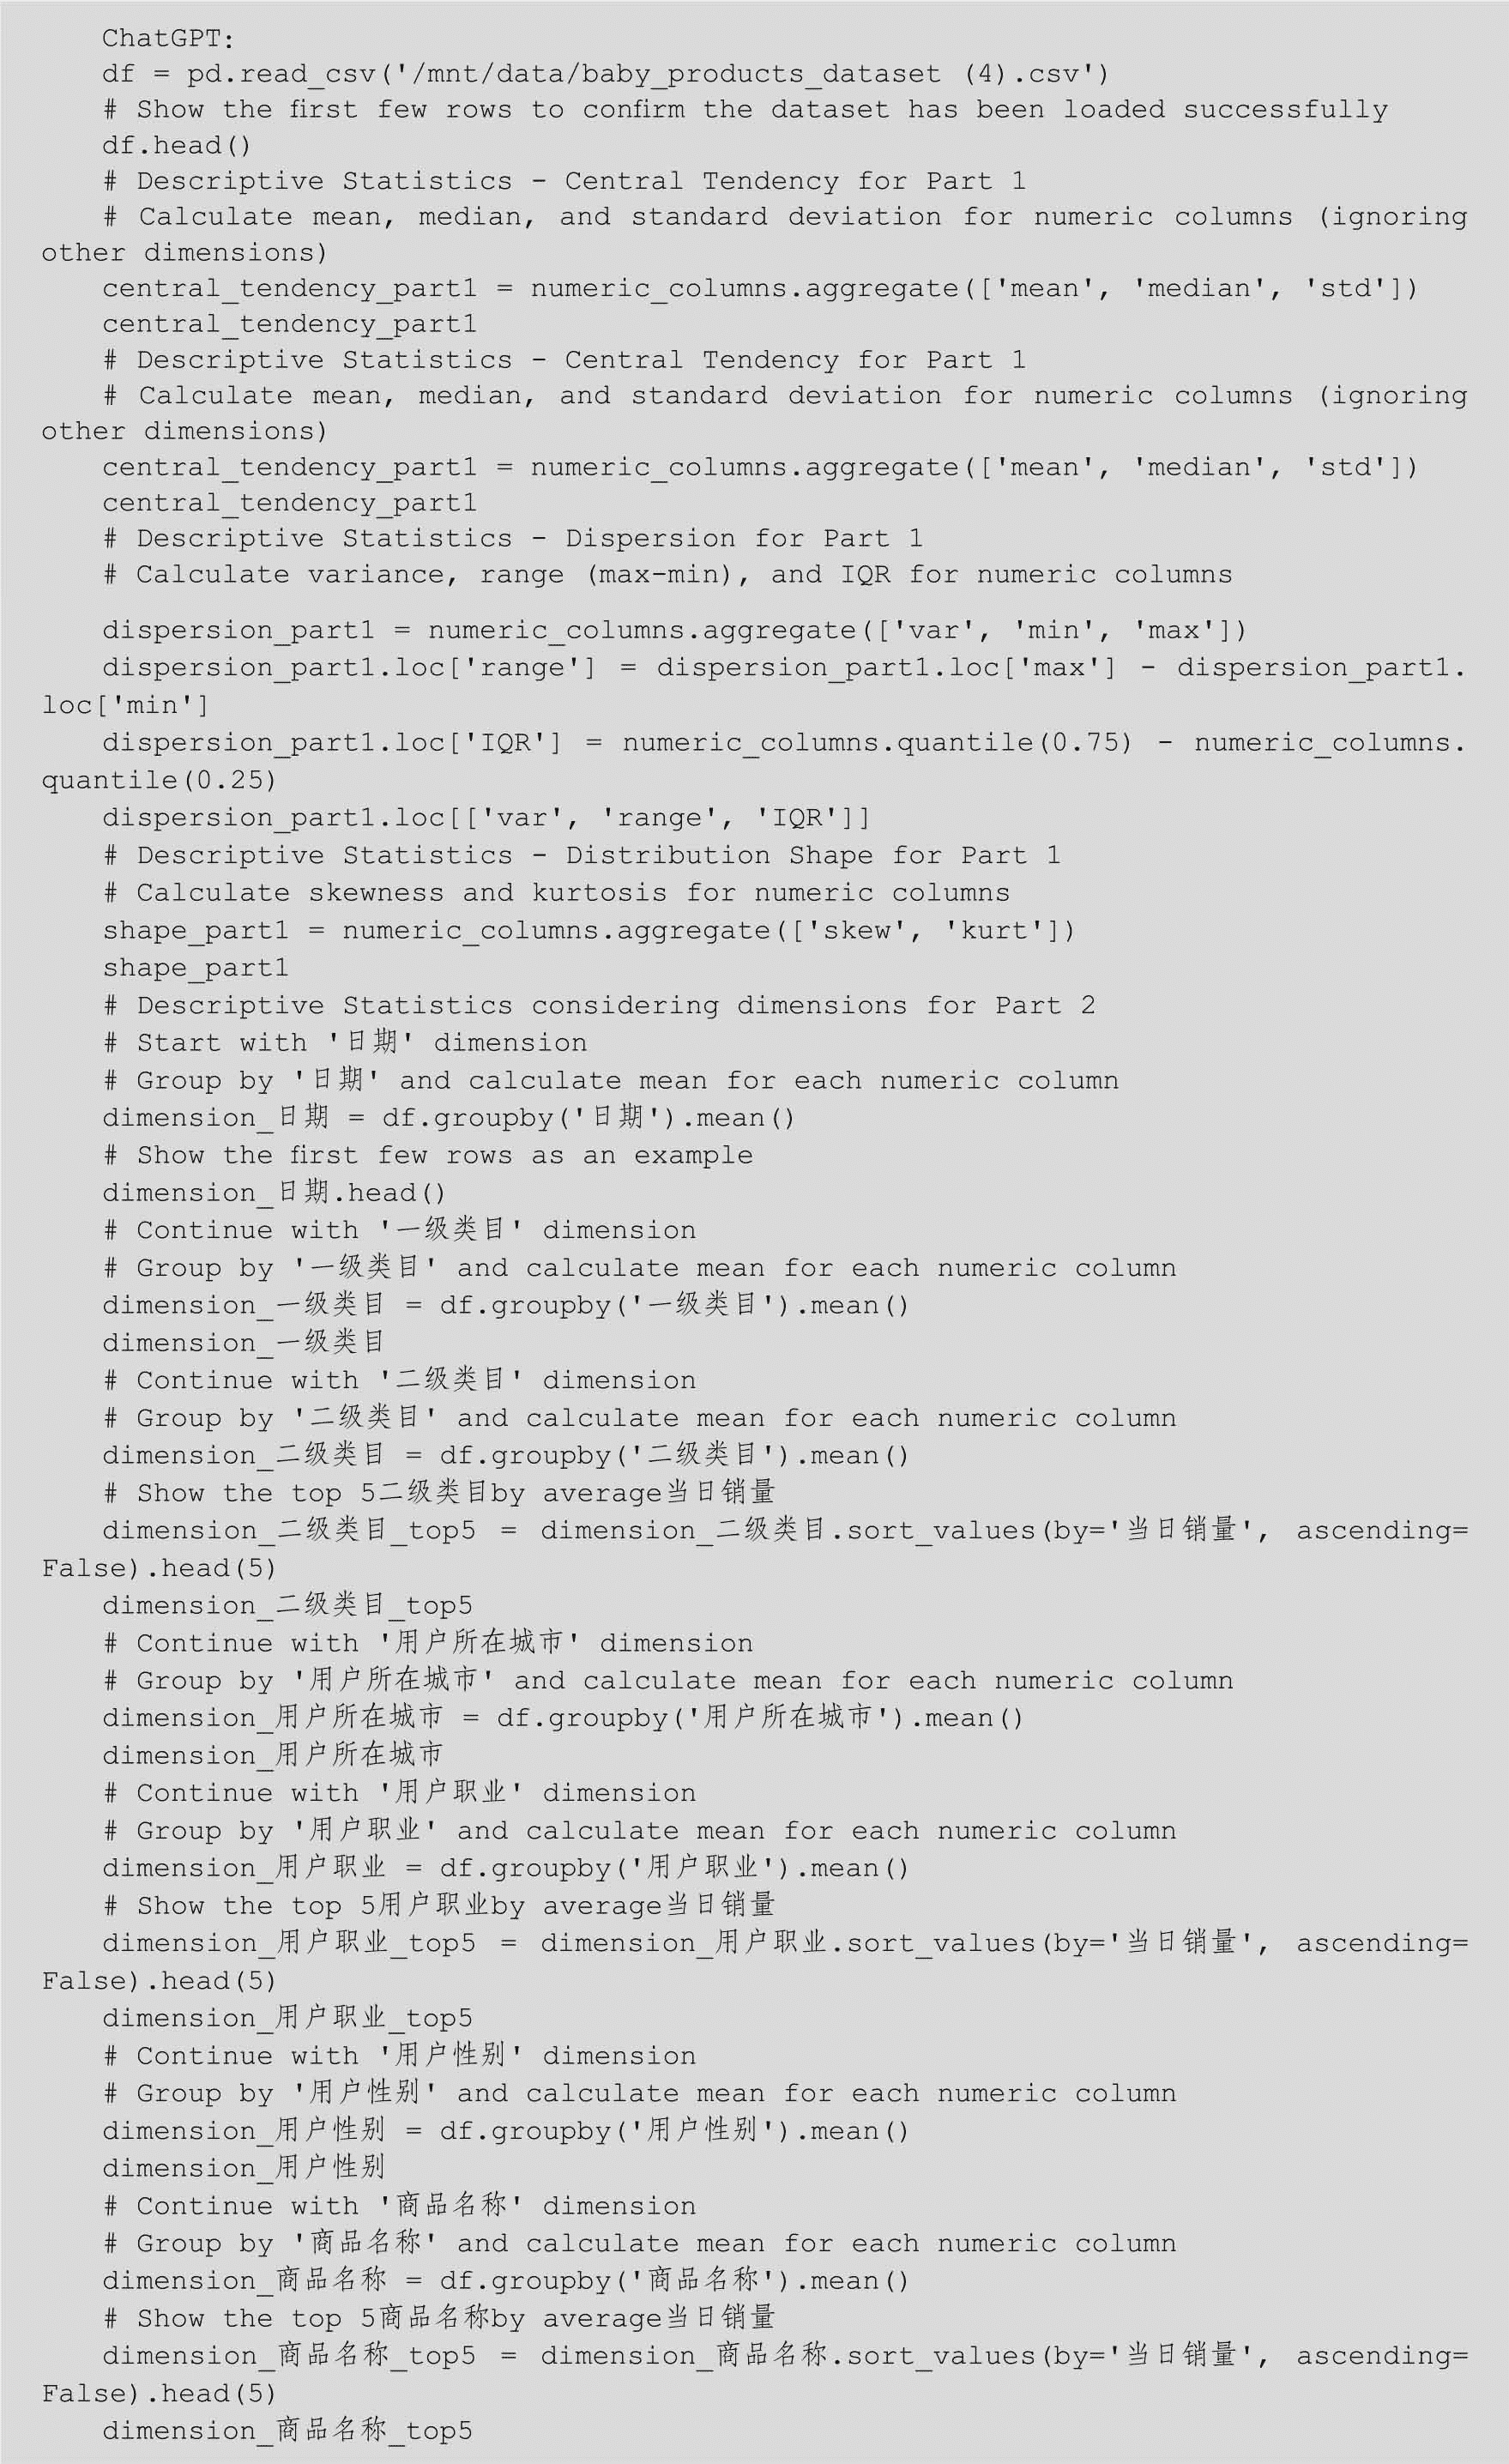 ChatGPT:
df = pd.read_csv('/mnt/data/baby_products_dataset (4).csv')
# Show the first few rows to confirm the dataset has been loaded successfully
df.head()
# Descriptive Statistics - Central Tendency for Part 1
# Calculate mean, median, and standard deviation for numeric columns (ignoring
other dimensions)
central_tendency_part1 = numeric_columns.aggregate(['mean', 'median', 'std'])
central_tendency_part1
# Descriptive Statistics - Central Tendency for Part 1
# Calculate mean, median, and standard deviation for numeric columns (ignoring
other dimensions)
central_tendency_part1 = numeric_columns.aggregate(['mean', 'median', 'std'])
central_tendency_part1
# Descriptive Statistics - Dispersion for Part 1
# Calculate variance, range (max-min), and IQR for numeric columns
dispersion_part1 = numeric_columns.aggregate(['var', 'min', 'max'])
dispersion_part1.loc['range'] = dispersion_part1.loc['max'] - dispersion_part1.
loc['min']
dispersion_part1.loc['IQR'] = numeric_columns.quantile(0.75) - numeric_columns.
quantile(0.25)
dispersion_part1.loc[['var', 'range', 'IQR']]
# Descriptive Statistics - Distribution Shape for Part 1
# Calculate skewness and kurtosis for numeric columns
shape_part1 = numeric_columns.aggregate(['skew', 'kurt'])
shape_part1
# Descriptive Statistics considering dimensions for Part 2
# Start with '日期' dimension
# Group by '日期' and calculate mean for each numeric column
dimension_日期 = df.groupby('日期').mean()
# Show the first few rows as an example
dimension_日期.head()
# Continue with '一级类目' dimension
# Group by '一级类目' and calculate mean for each numeric column
dimension_一级类目 = df.groupby('一级类目').mean()
dimension_一级类目
# Continue with '二级类目' dimension
# Group by '二级类目' and calculate mean for each numeric column
dimension_二级类目 = df.groupby('二级类目').mean()
# Show the top 5二级类目by average当日销量
dimension_二级类目_top5 = dimension_二级类目.sort_values(by='当日销量', ascending=
False).head(5)
dimension_二级类目_top5
# Continue with '用户所在城市' dimension
# Group by '用户所在城市' and calculate mean for each numeric column
dimension_用户所在城市 = df.groupby('用户所在城市').mean()
dimension_用户所在城市
# Continue with '用户职业' dimension
# Group by '用户职业' and calculate mean for each numeric column
dimension_用户职业 = df.groupby('用户职业').mean()
# Show the top 5用户职业by average当日销量
dimension_用户职业_top5 = dimension_用户职业.sort_values(by='当日销量', ascending=
False).head(5)
dimension_用户职业_top5
# Continue with '用户性别' dimension
# Group by '用户性别' and calculate mean for each numeric column
dimension_用户性别 = df.groupby('用户性别').mean()
dimension_用户性别
# Continue with '商品名称' dimension
# Group by '商品名称' and calculate mean for each numeric column
dimension_商品名称 = df.groupby('商品名称').mean()
# Show the top 5商品名称by average当日销量
dimension_商品名称_top5 = dimension_商品名称.sort_values(by='当日销量', ascending=
False).head(5)
dimension_商品名称_top5